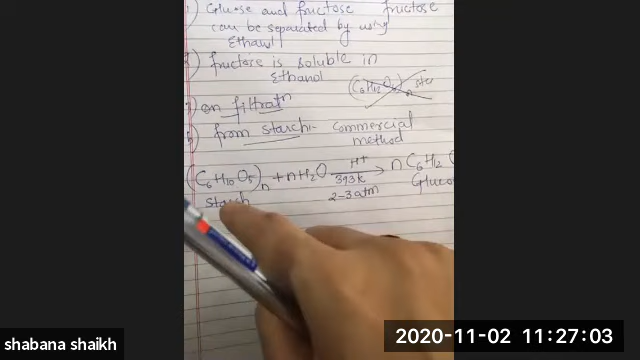 Glucose and fructose fructose
can be separated by using
Ethanol
fructose is soluble in
Ethanol
on filtratn
from starch:- commercial
method
(C6H10O5)n + nH2O H+ → n C6H12 O
393k
2-3 atm
Starch
Gluco
shabana shaikh
2020-11-02 11:27:03